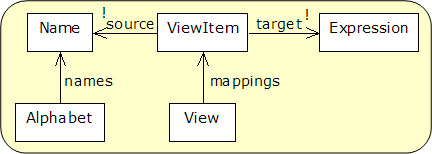 ! source target !
Name ViewItem Expression
names mappings
Alphabet View